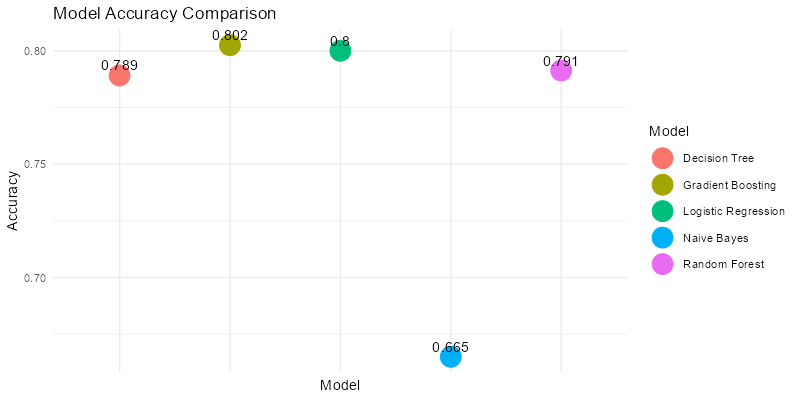 Model Accuracy Comparison
0.802
0.8
0.789
0.791
0.665
0.80
0.75
0.70
Accuracy
Model
Model
Decision Tree
Gradient Boosting
Logistic Regression
Naive Bayes
Random Forest